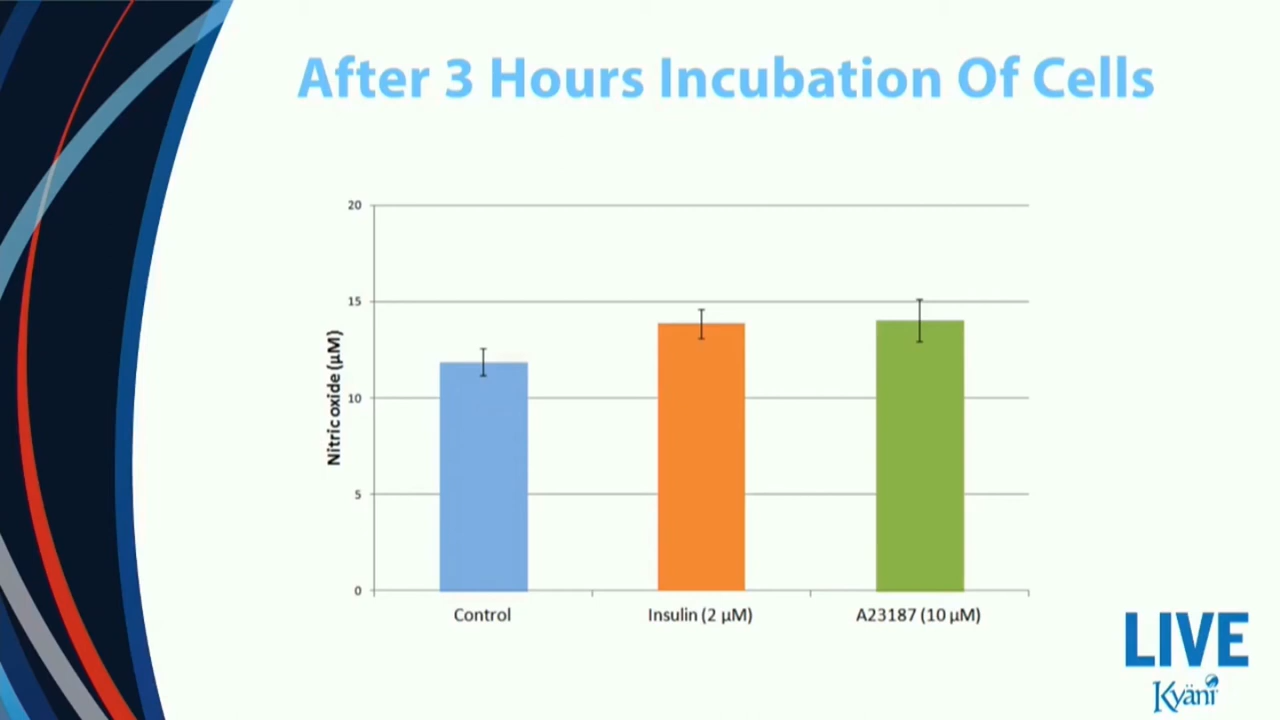 After 3 Hours Incubation Of Cells
20
15
10
5
0
Nitric oxide (µM)
Control
Insulin (2 µM)
A23187 (10 µM)
LIVE
Kyäni